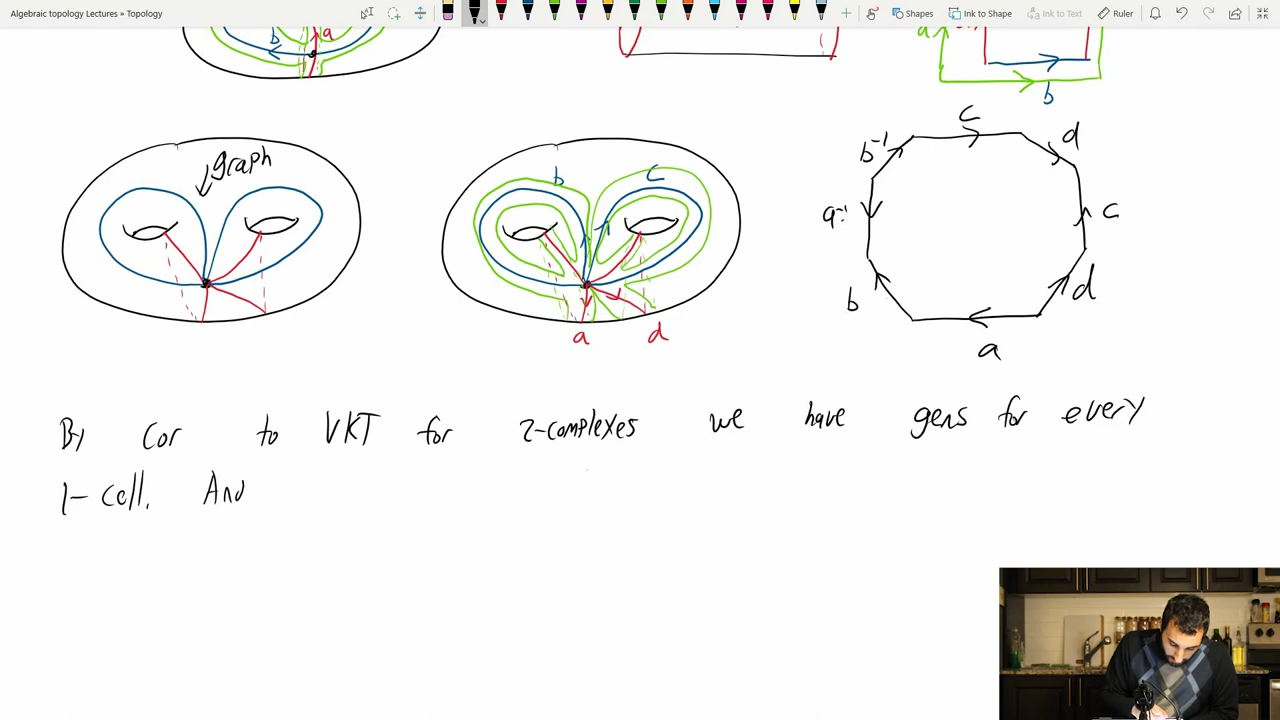 Algebraic topology Lectures » Topology
Shapes Ink to Shape Ink to Text Ruler
b a
a b
graph
b c
a d
b⁻¹ c d
a⁻¹ c
b d
a
By Cor to VKT for 2-complexes we have gens for every
1-cell. And